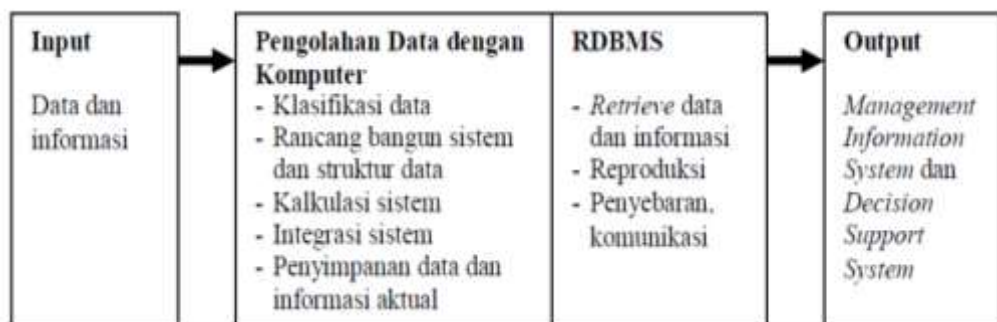 Input
Data dan
informasi
Pengolahan Data dengan
Komputer
- Klasifikasi data
- Rancang bangun sistem
dan struktur data
- Kalkulasi sistem
- Integrasi sistem
- Penyimpanan data dan
informasi aktual
RDBMS
- Retrieve data
dan informasi
- Reproduksi
- Penyebaran,
komunikasi
Output
Management
Information
System dan
Decision
Support
System